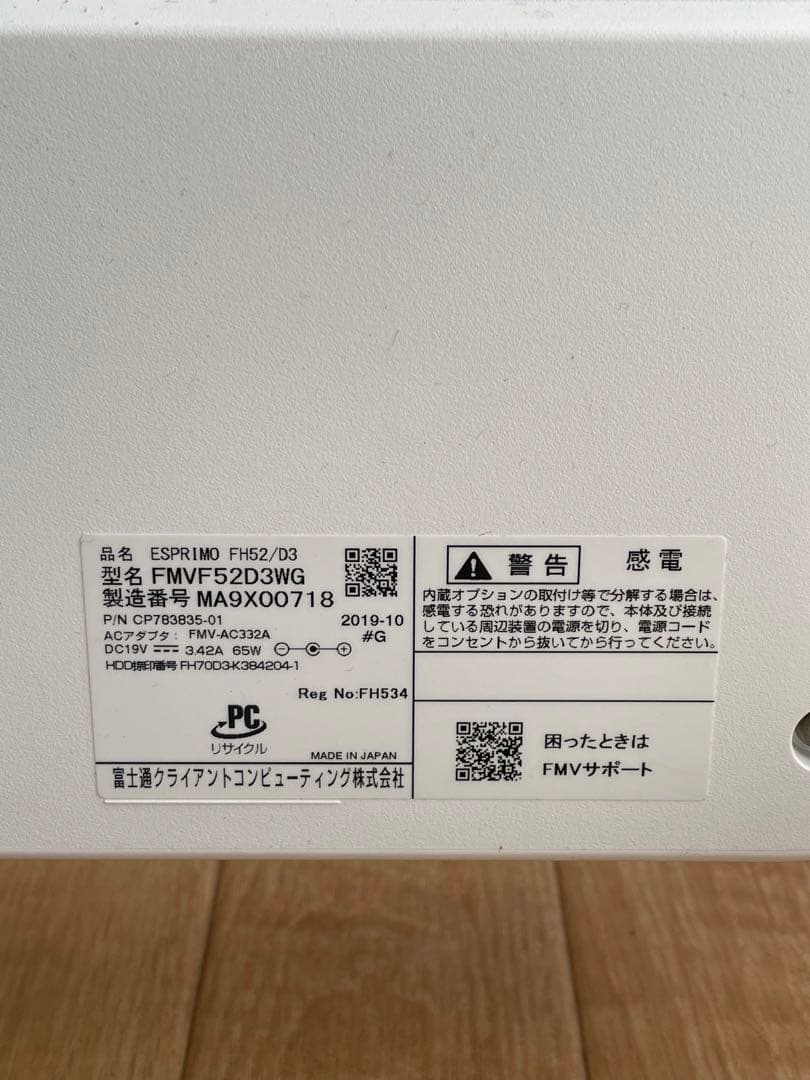 品名 ESPRIMO FH52/D3
型名 FMVF52D3WG
製造番号 MA9X00718
P/N CP783835-01 2019-10
ACアダプタ: FMV-AC332A #G
DC19V 3.42A 65W
HDD捺印番号 FH70D3-K384204-1
Reg No:FH534
PC
リサイクル
MADE IN JAPAN
富士通クライアントコンピューティング株式会社
警告 感電
内蔵オプションの取付け等で分解する場合は、
感電する恐れがありますので、本体及び接続
している周辺装置の電源を切り、電源コード
をコンセントから抜いてから行ってください。
困ったときは
FMVサポート